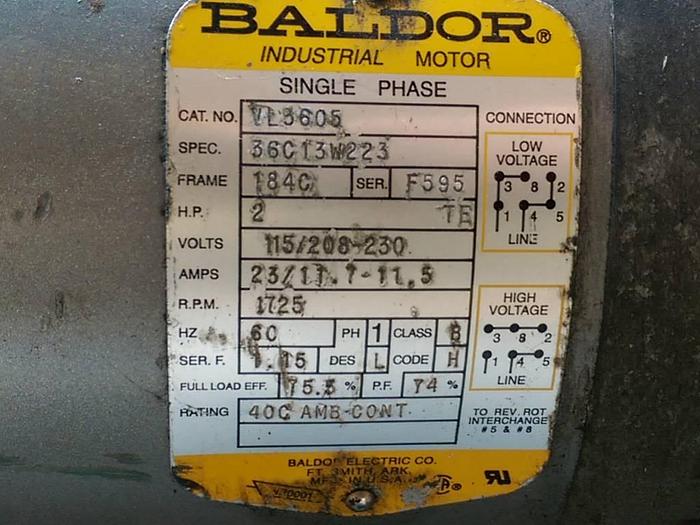 BALDOR®
INDUSTRIAL MOTOR
SINGLE PHASE
CAT. NO. VL3605
SPEC. 36C13W223
FRAME 184C SER. F595
H.P. 2 TE
VOLTS 115/208-230
AMPS 23/11.7-11.5
R.P.M. 1725
HZ 60 PH 1 CLASS B
SER. F. 1.15 DES L CODE H
FULL LOAD EFF. 75.5 % P.F. 74 %
RATING 40C AMB-CONT
CONNECTION
LOW
VOLTAGE
3 8 2
1 4 5
LINE
HIGH
VOLTAGE
3 8 2
1 4 5
LINE
TO REV. ROT
INTERCHANGE
#5 & #8
BALDOR ELECTRIC CO.
FT. SMITH, ARK.
MFG. IN U.S.A.